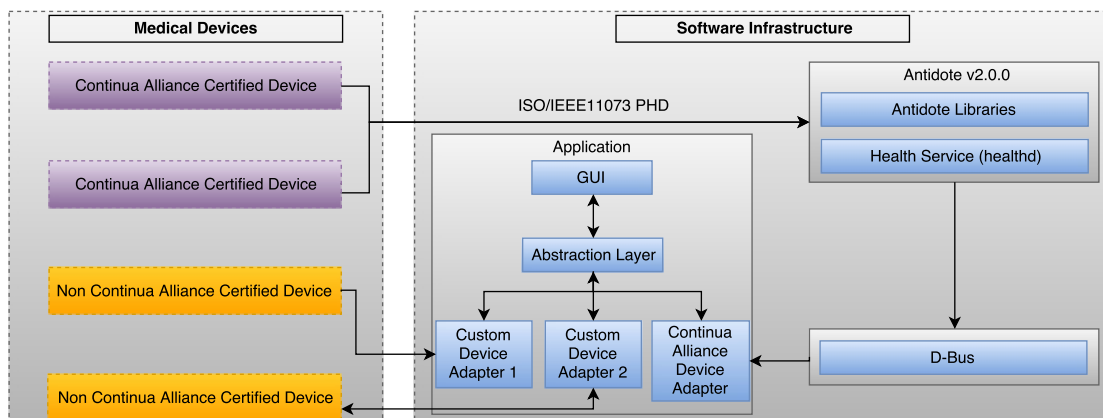 Medical Devices
Software Infrastructure
Continua Alliance Certified Device
Continua Alliance Certified Device
Non Continua Alliance Certified Device
Non Continua Alliance Certified Device
ISO/IEEE11073 PHD
Application
GUI
Abstraction Layer
Custom
Device
Adapter 1
Custom
Device
Adapter 2
Continua
Alliance
Device
Adapter
Antidote v2.0.0
Antidote Libraries
Health Service (healthd)
D-Bus